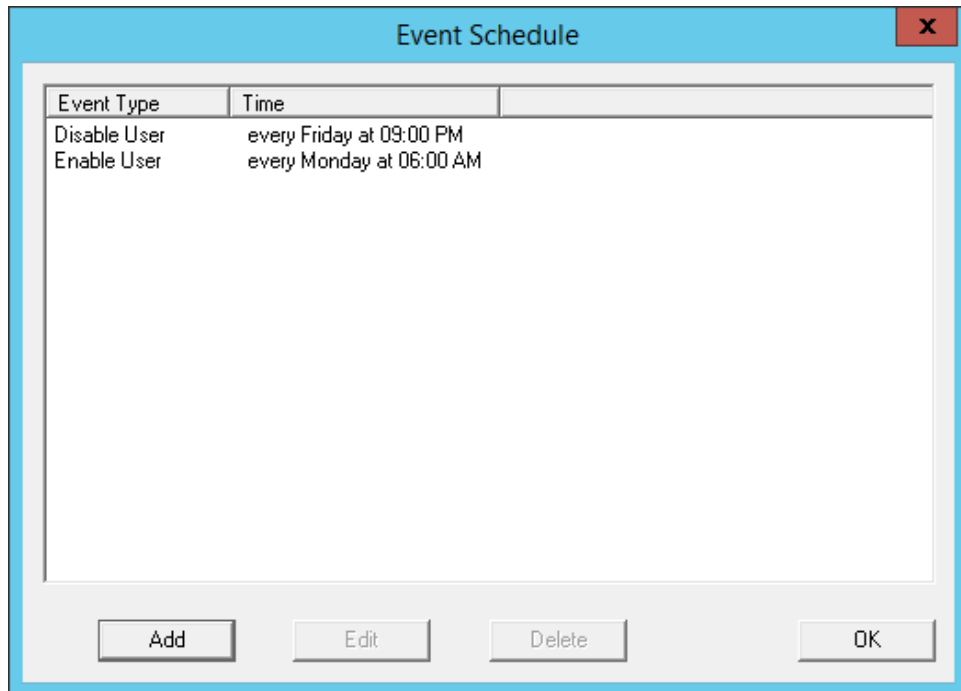 Event Schedule
x
Event Type Time
Disable User every Friday at 09:00 PM
Enable User every Monday at 06:00 AM
Add Edit Delete OK